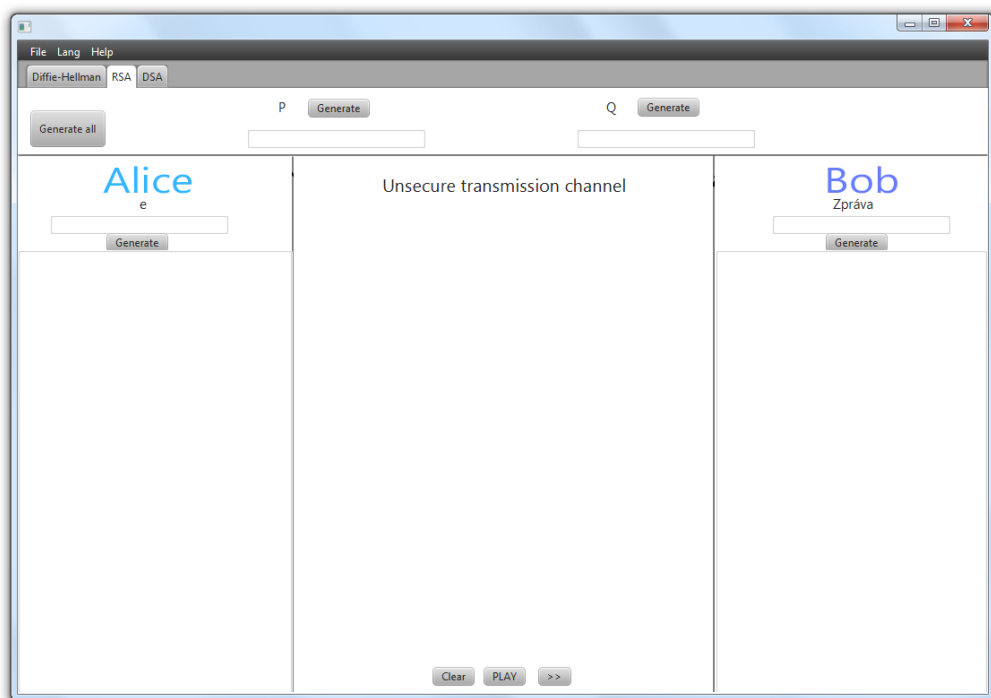 File Lang Help
Diffie-Hellman RSA DSA
Generate all
P Generate
Q Generate
Alice
e
Generate
Unsecure transmission channel
Bob
Zpráva
Generate
Clear PLAY >>